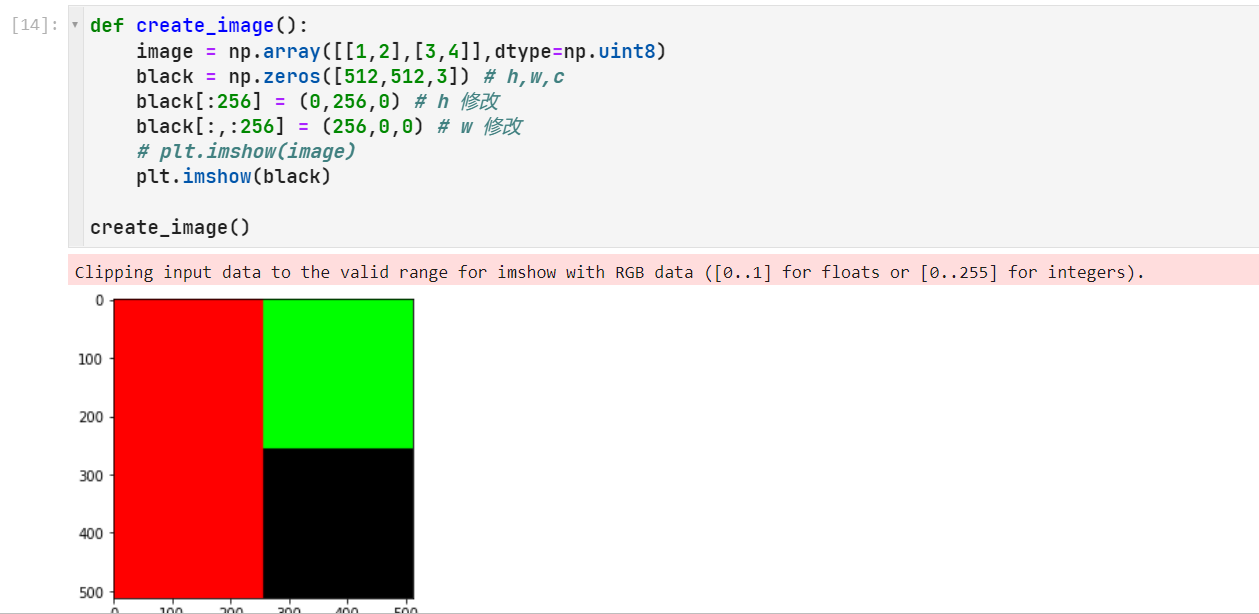 [14]:
def create_image():
    image = np.array([[1,2],[3,4]],dtype=np.uint8)
    black = np.zeros([512,512,3]) # h,w,c
    black[:256] = (0,256,0) # h 修改
    black[:,:256] = (256,0,0) # w 修改
    # plt.imshow(image)
    plt.imshow(black)
create_image()
Clipping input data to the valid range for imshow with RGB data ([0..1] for floats or [0..255] for integers).
0
100
200
300
400
500
0 100 200 300 400 500